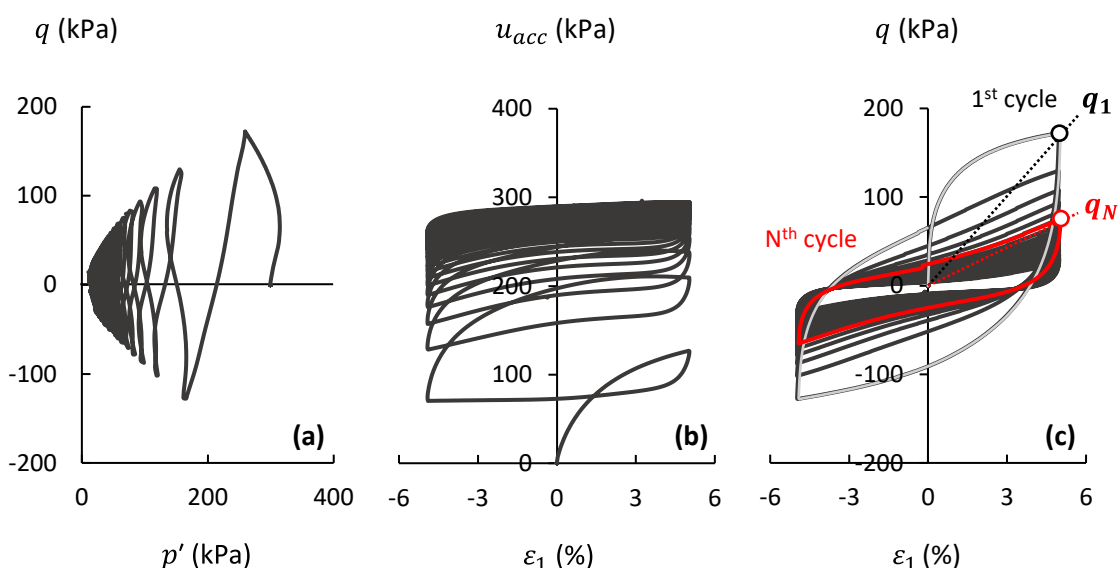 q (kPa)
200
100
0
-100
-200
0
200
400
p′ (kPa)
(a)
u_acc (kPa)
400
300
200
100
0
-6
-3
0
3
6
ε₁ (%)
(b)
q (kPa)
200
100
0
-100
-200
-6
-3
0
3
6
ε₁ (%)
1st cycle
q₁
Nth cycle
q_N
(c)